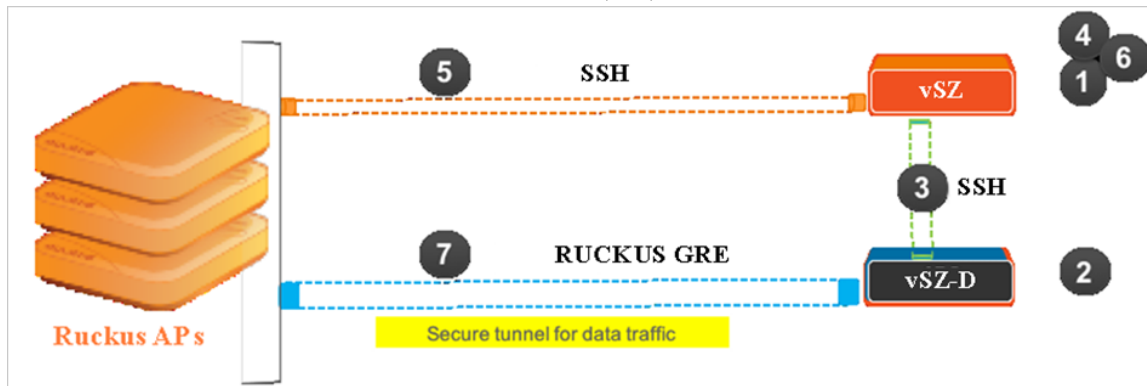 4
6
5
SSH
1
vSZ
3
SSH
7
RUCKUS GRE
vSZ-D
2
Secure tunnel for data traffic
Ruckus APs